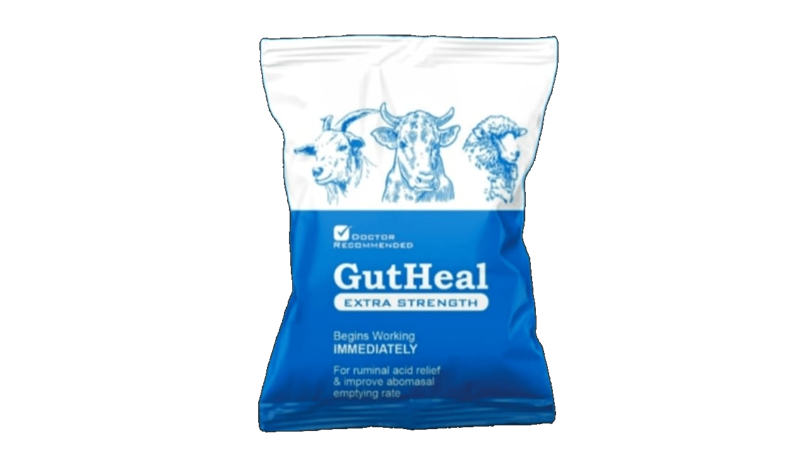 Doctor
Recommended
GutHeal
EXTRA STRENGTH
Begins Working
IMMEDIATELY
For ruminal acid relief
& improve abomasal
emptying rate